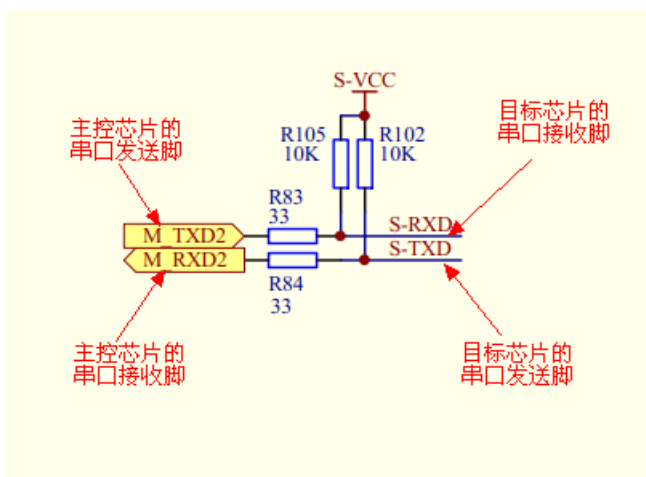 S-VCC
主控芯片的
串口发送脚
目标芯片的
串口接收脚
R105
10K
R102
10K
R83
33
M_TXD2
S-RXD
M_RXD2
S-TXD
R84
33
主控芯片的
串口接收脚
目标芯片的
串口发送脚